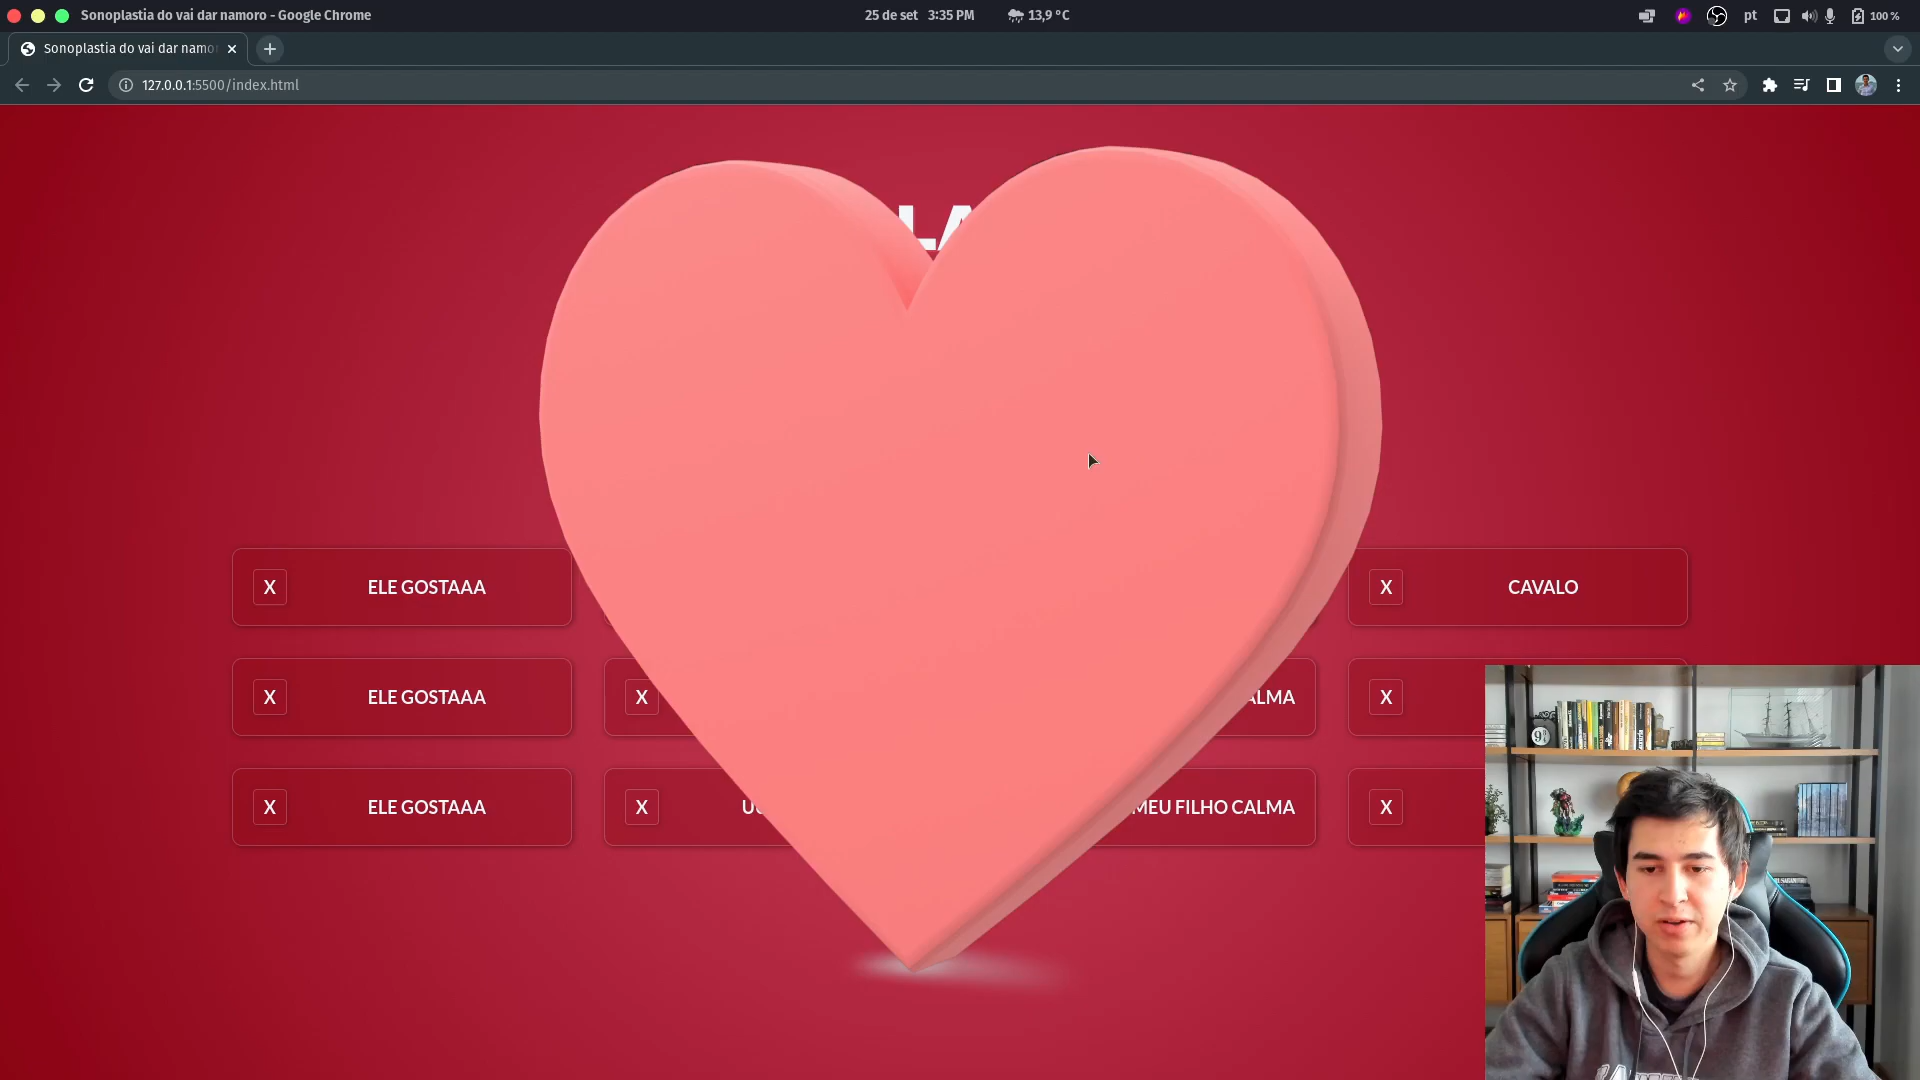 Sonoplastia do vai dar namoro - Google Chrome
25 de set 3:35 PM
13,9 °C
pt
100 %
Sonoplastia do vai dar namo
127.0.0.1:5500/index.html
LA
X ELE GOSTAAA
X CAVALO
X ELE GOSTAAA
X
ALMA
X
X ELE GOSTAAA
X
MEU FILHO CALMA
X